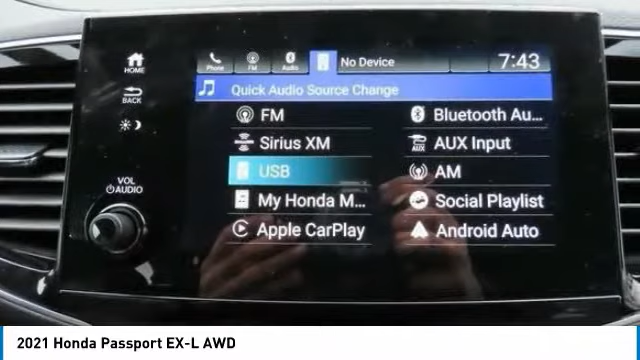 HOME
BACK
VOL
AUDIO
Phone
FM
Audio
No Device
7:43
Quick Audio Source Change
FM
Sirius XM
USB
My Honda M...
Apple CarPlay
Bluetooth Au...
AUX
AUX Input
AM
Social Playlist
Android Auto
2021 Honda Passport EX-L AWD